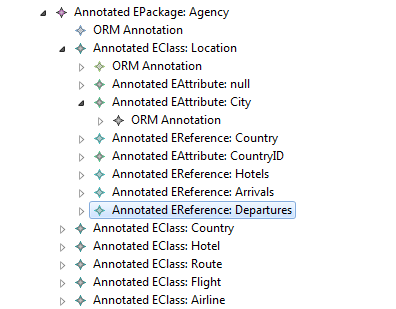 Annotated EPackage: Agency
ORM Annotation
Annotated EClass: Location
ORM Annotation
Annotated EAttribute: null
Annotated EAttribute: City
ORM Annotation
Annotated EReference: Country
Annotated EAttribute: CountryID
Annotated EReference: Hotels
Annotated EReference: Arrivals
Annotated EReference: Departures
Annotated EClass: Country
Annotated EClass: Hotel
Annotated EClass: Route
Annotated EClass: Flight
Annotated EClass: Airline